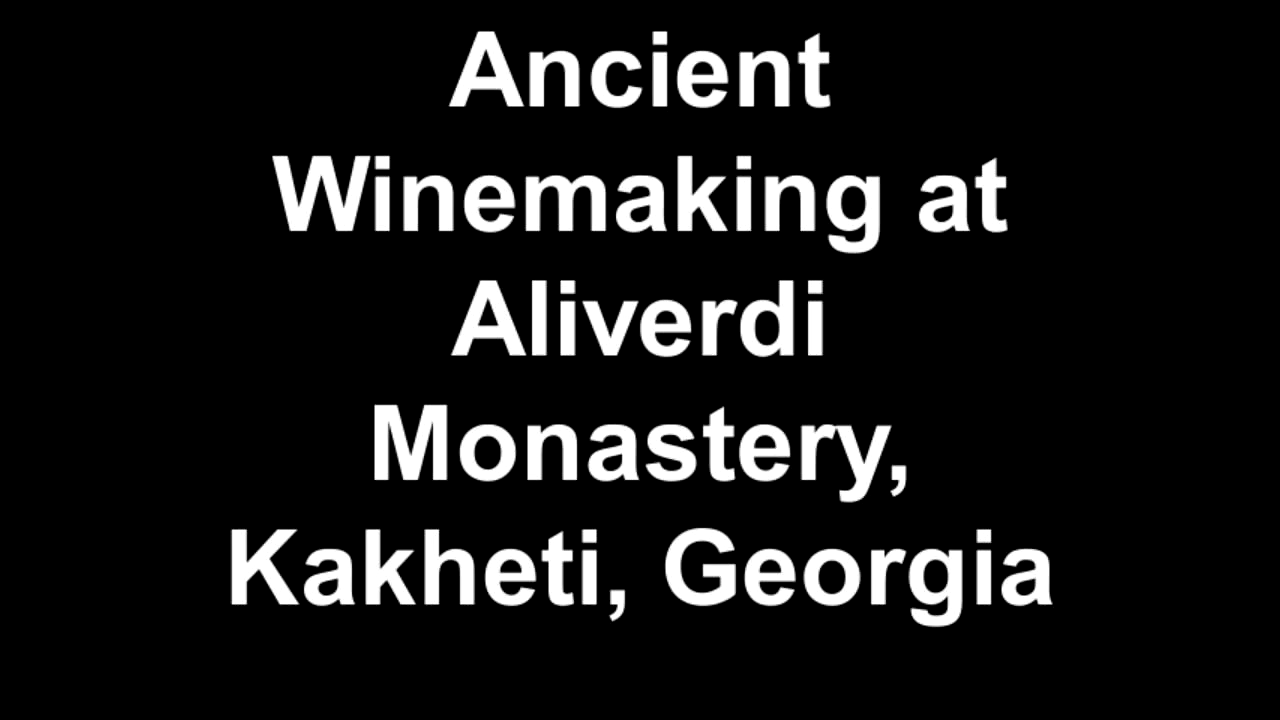 Ancient
Winemaking at
Aliverdi
Monastery,
Kakheti, Georgia